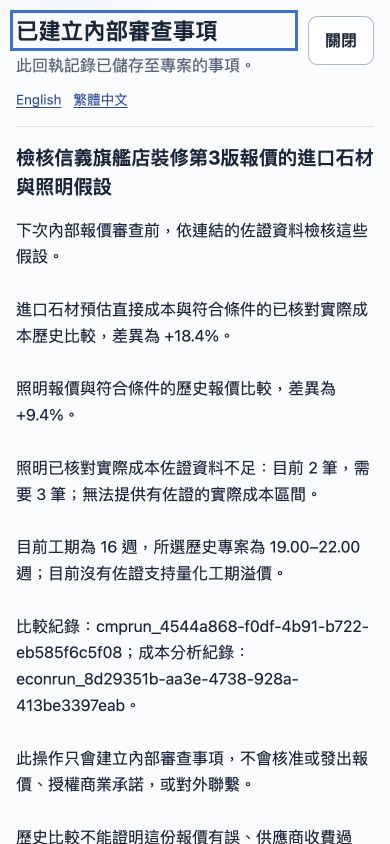 已建立內部審查事項
關閉
此回執記錄已儲存至專案的事項。
English 繁體中文
檢核信義旗艦店裝修第3版報價的進口石材
與照明假設
下次內部報價審查前，依連結的佐證資料檢核這些
假設。
進口石材預估直接成本與符合條件的已核對實際成
本歷史比較，差異為 +18.4%。
照明報價與符合條件的歷史報價比較，差異為
+9.4%。
照明已核對實際成本佐證資料不足：目前 2 筆，需
要 3 筆；無法提供有佐證的實際成本區間。
目前工期為 16 週，所選歷史專案為 19.00–22.00
週；目前沒有佐證支持量化工期溢價。
比較紀錄：cmprun_4544a868-f0df-4b91-b722-
eb585f6c5f08；成本分析紀錄：
econrun_8d29351b-aa3e-4738-928a-
413be3397eab。
此操作只會建立內部審查事項，不會核准或發出報
價、授權商業承諾，或對外聯繫。
歷史比較不能證明這份報價有誤、供應商收費過